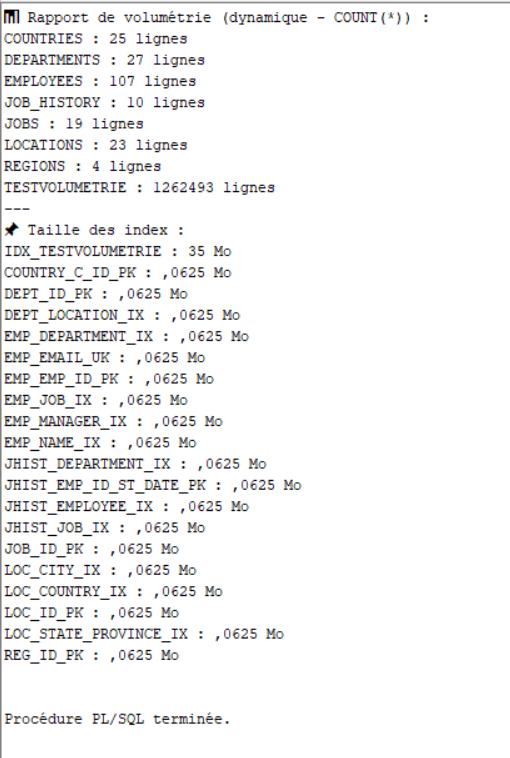 Rapport de volumétrie (dynamique - COUNT(*)) :
COUNTRIES : 25 lignes
DEPARTMENTS : 27 lignes
EMPLOYEES : 107 lignes
JOB_HISTORY : 10 lignes
JOBS : 19 lignes
LOCATIONS : 23 lignes
REGIONS : 4 lignes
TESTVOLUMETRIE : 1262493 lignes
---
Taille des index :
IDX_TESTVOLUMETRIE : 35 Mo
COUNTRY_C_ID_PK : ,0625 Mo
DEPT_ID_PK : ,0625 Mo
DEPT_LOCATION_IX : ,0625 Mo
EMP_DEPARTMENT_IX : ,0625 Mo
EMP_EMAIL_UK : ,0625 Mo
EMP_EMP_ID_PK : ,0625 Mo
EMP_JOB_IX : ,0625 Mo
EMP_MANAGER_IX : ,0625 Mo
EMP_NAME_IX : ,0625 Mo
JHIST_DEPARTMENT_IX : ,0625 Mo
JHIST_EMP_ID_ST_DATE_PK : ,0625 Mo
JHIST_EMPLOYEE_IX : ,0625 Mo
JHIST_JOB_IX : ,0625 Mo
JOB_ID_PK : ,0625 Mo
LOC_CITY_IX : ,0625 Mo
LOC_COUNTRY_IX : ,0625 Mo
LOC_ID_PK : ,0625 Mo
LOC_STATE_PROVINCE_IX : ,0625 Mo
REG_ID_PK : ,0625 Mo
Procédure PL/SQL terminée.